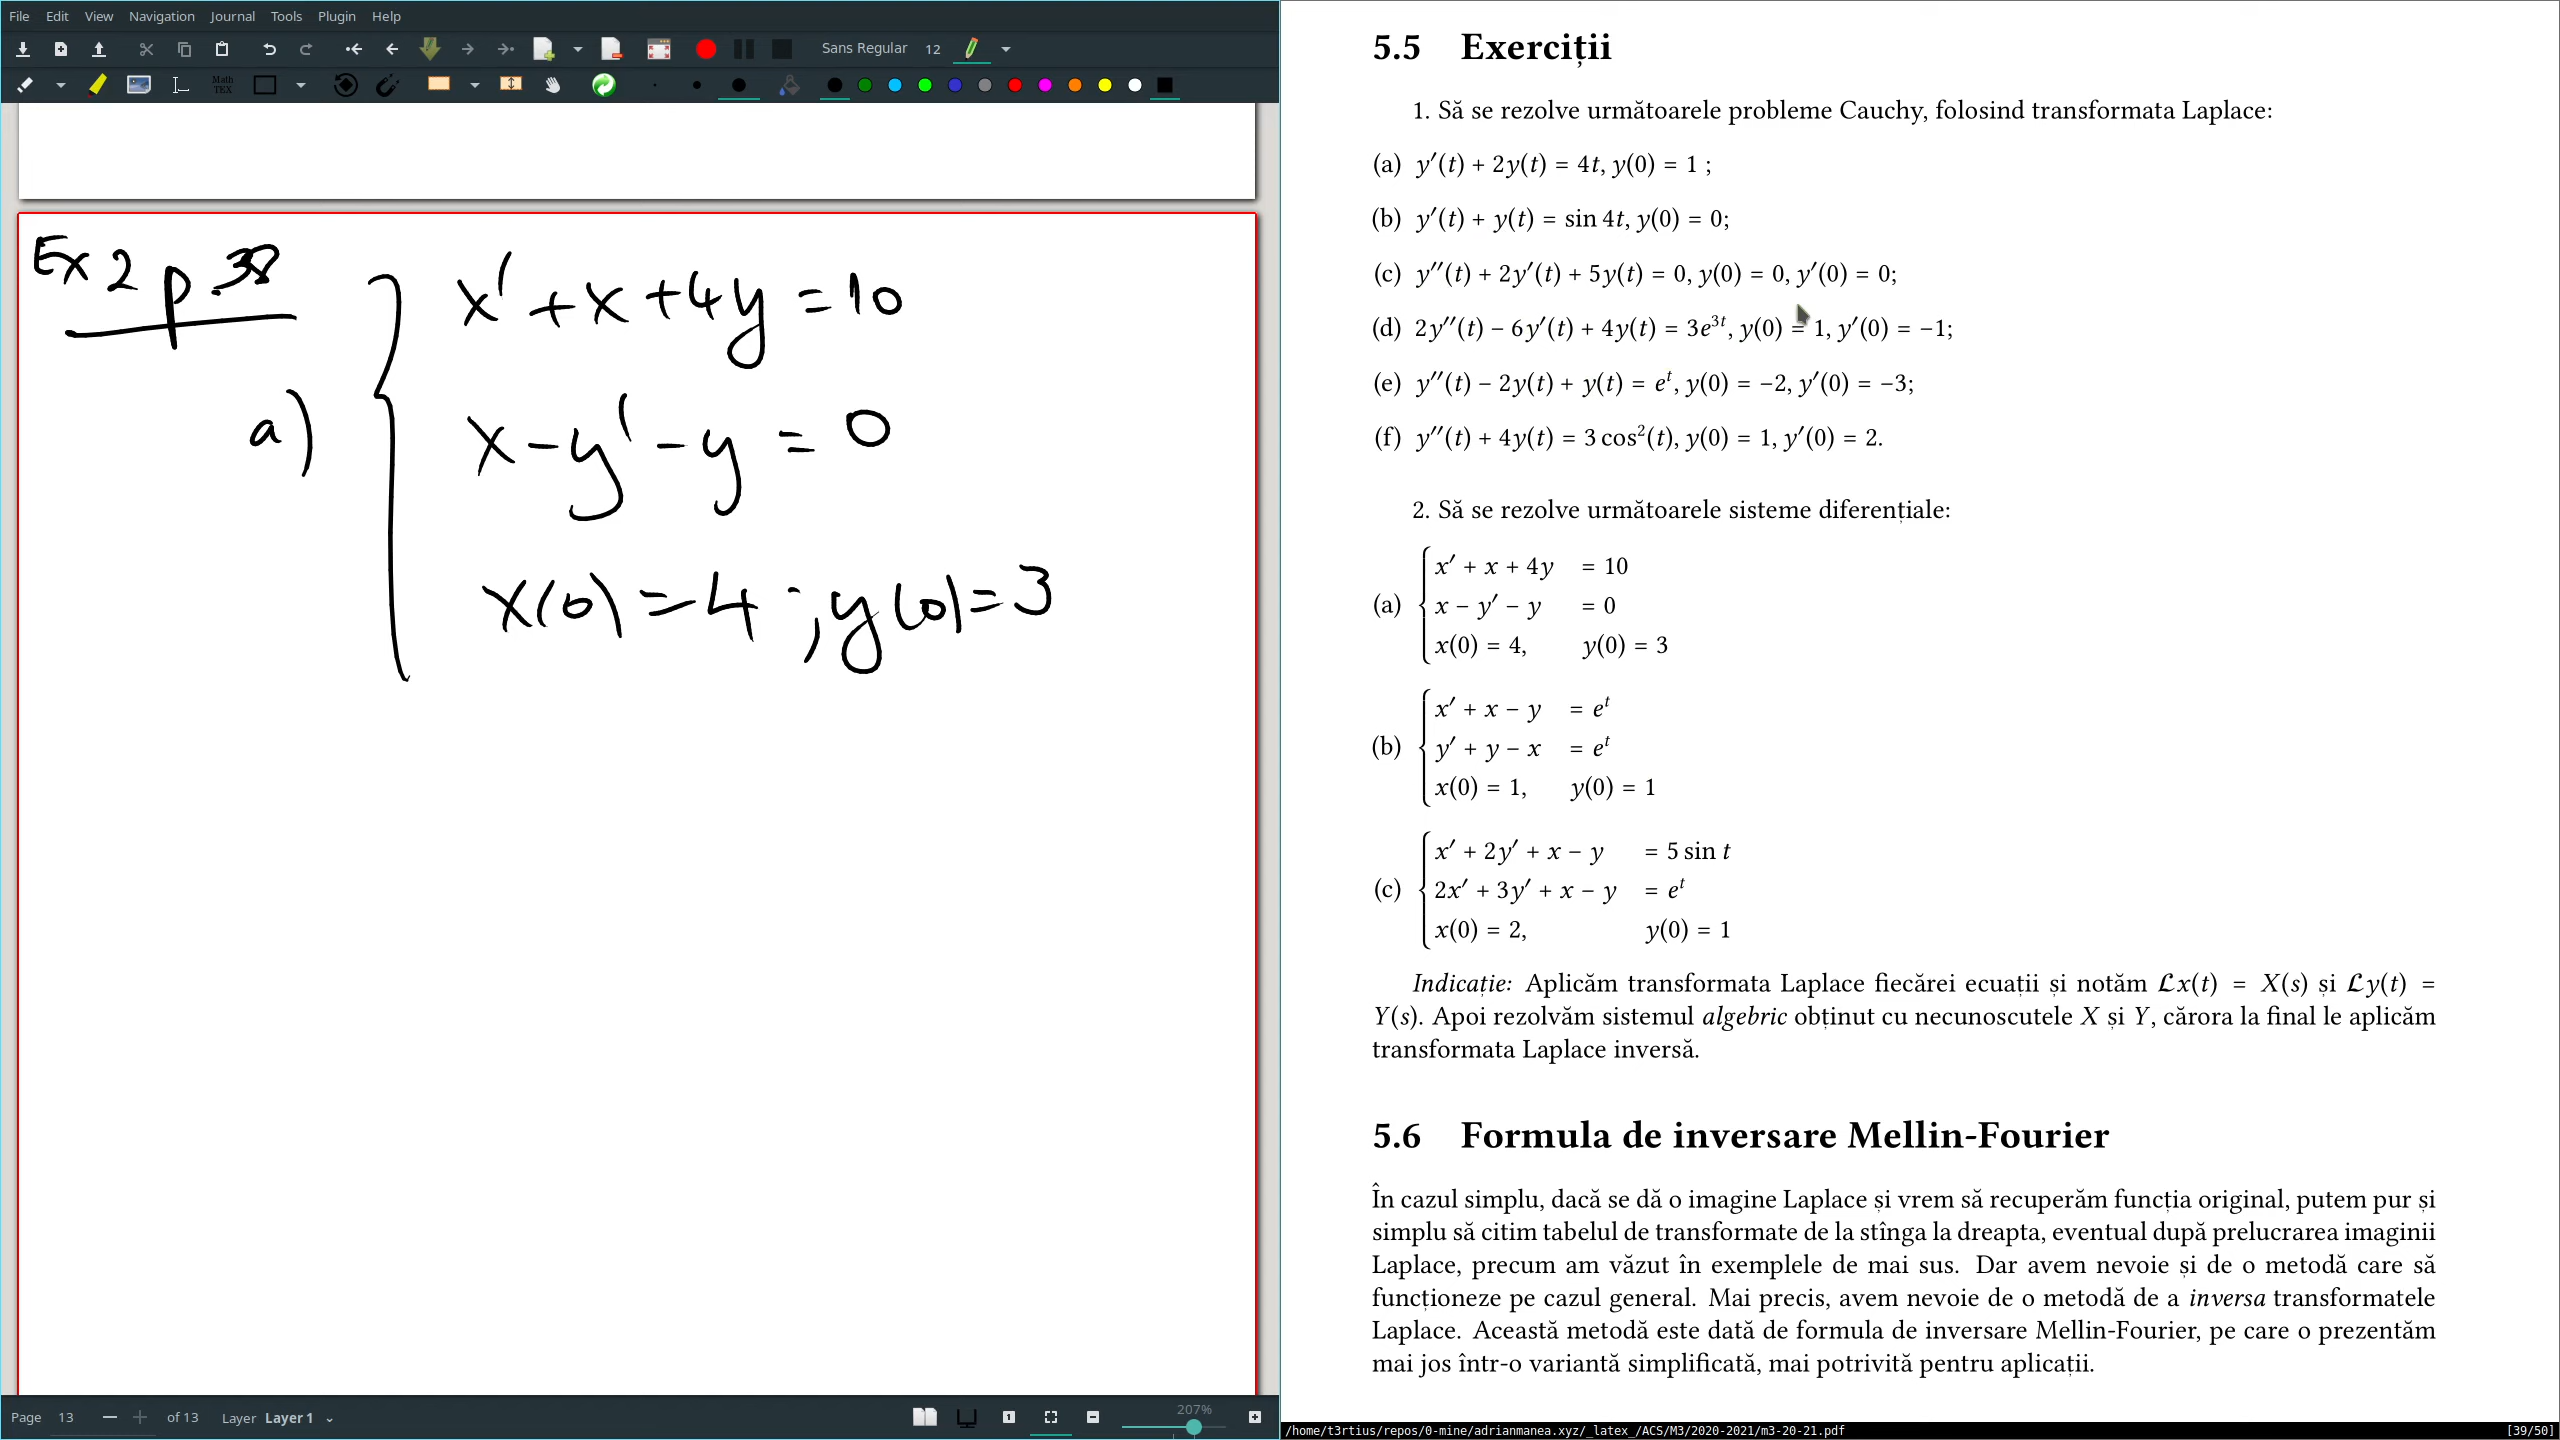 File Edit View Navigation Journal Tools Plugin Help
Sans Regular 12
Math TEX
Ex 2 p.38
a)
x' + x + 4y = 10
x - y' - y = 0
x(0) = 4 ; y(0) = 3
Page 13 of 13 Layer Layer 1 207%
5.5 Exerciții
1. Să se rezolve următoarele probleme Cauchy, folosind transformata Laplace:
(a) y′(t) + 2y(t) = 4t, y(0) = 1 ;
(b) y′(t) + y(t) = sin 4t, y(0) = 0;
(c) y′′(t) + 2y′(t) + 5y(t) = 0, y(0) = 0, y′(0) = 0;
(d) 2y′′(t) − 6y′(t) + 4y(t) = 3e^{3t}, y(0) = 1, y′(0) = −1;
(e) y′′(t) − 2y(t) + y(t) = e^t, y(0) = −2, y′(0) = −3;
(f) y′′(t) + 4y(t) = 3 cos²(t), y(0) = 1, y′(0) = 2.
2. Să se rezolve următoarele sisteme diferențiale:
(a)
x′ + x + 4y = 10
x − y′ − y = 0
x(0) = 4, y(0) = 3
(b)
x′ + x − y = e^t
y′ + y − x = e^t
x(0) = 1, y(0) = 1
(c)
x′ + 2y′ + x − y = 5 sin t
2x′ + 3y′ + x − y = e^t
x(0) = 2, y(0) = 1
Indicație: Aplicăm transformata Laplace fiecărei ecuații și notăm ℒx(t) = X(s) și ℒy(t) =
Y(s). Apoi rezolvăm sistemul algebric obținut cu necunoscutele X și Y, cărora la final le aplicăm
transformata Laplace inversă.
5.6 Formula de inversare Mellin-Fourier
În cazul simplu, dacă se dă o imagine Laplace și vrem să recuperăm funcția original, putem pur și
simplu să citim tabelul de transformate de la stînga la dreapta, eventual după prelucrarea imaginii
Laplace, precum am văzut în exemplele de mai sus. Dar avem nevoie și de o metodă care să
funcționeze pe cazul general. Mai precis, avem nevoie de o metodă de a inversa transformatele
Laplace. Această metodă este dată de formula de inversare Mellin-Fourier, pe care o prezentăm
mai jos într-o variantă simplificată, mai potrivită pentru aplicații.
/home/t3rtius/repos/0-mine/adrianmanea.xyz/_latex_/ACS/M3/2020-2021/m3-20-21.pdf [39/50]